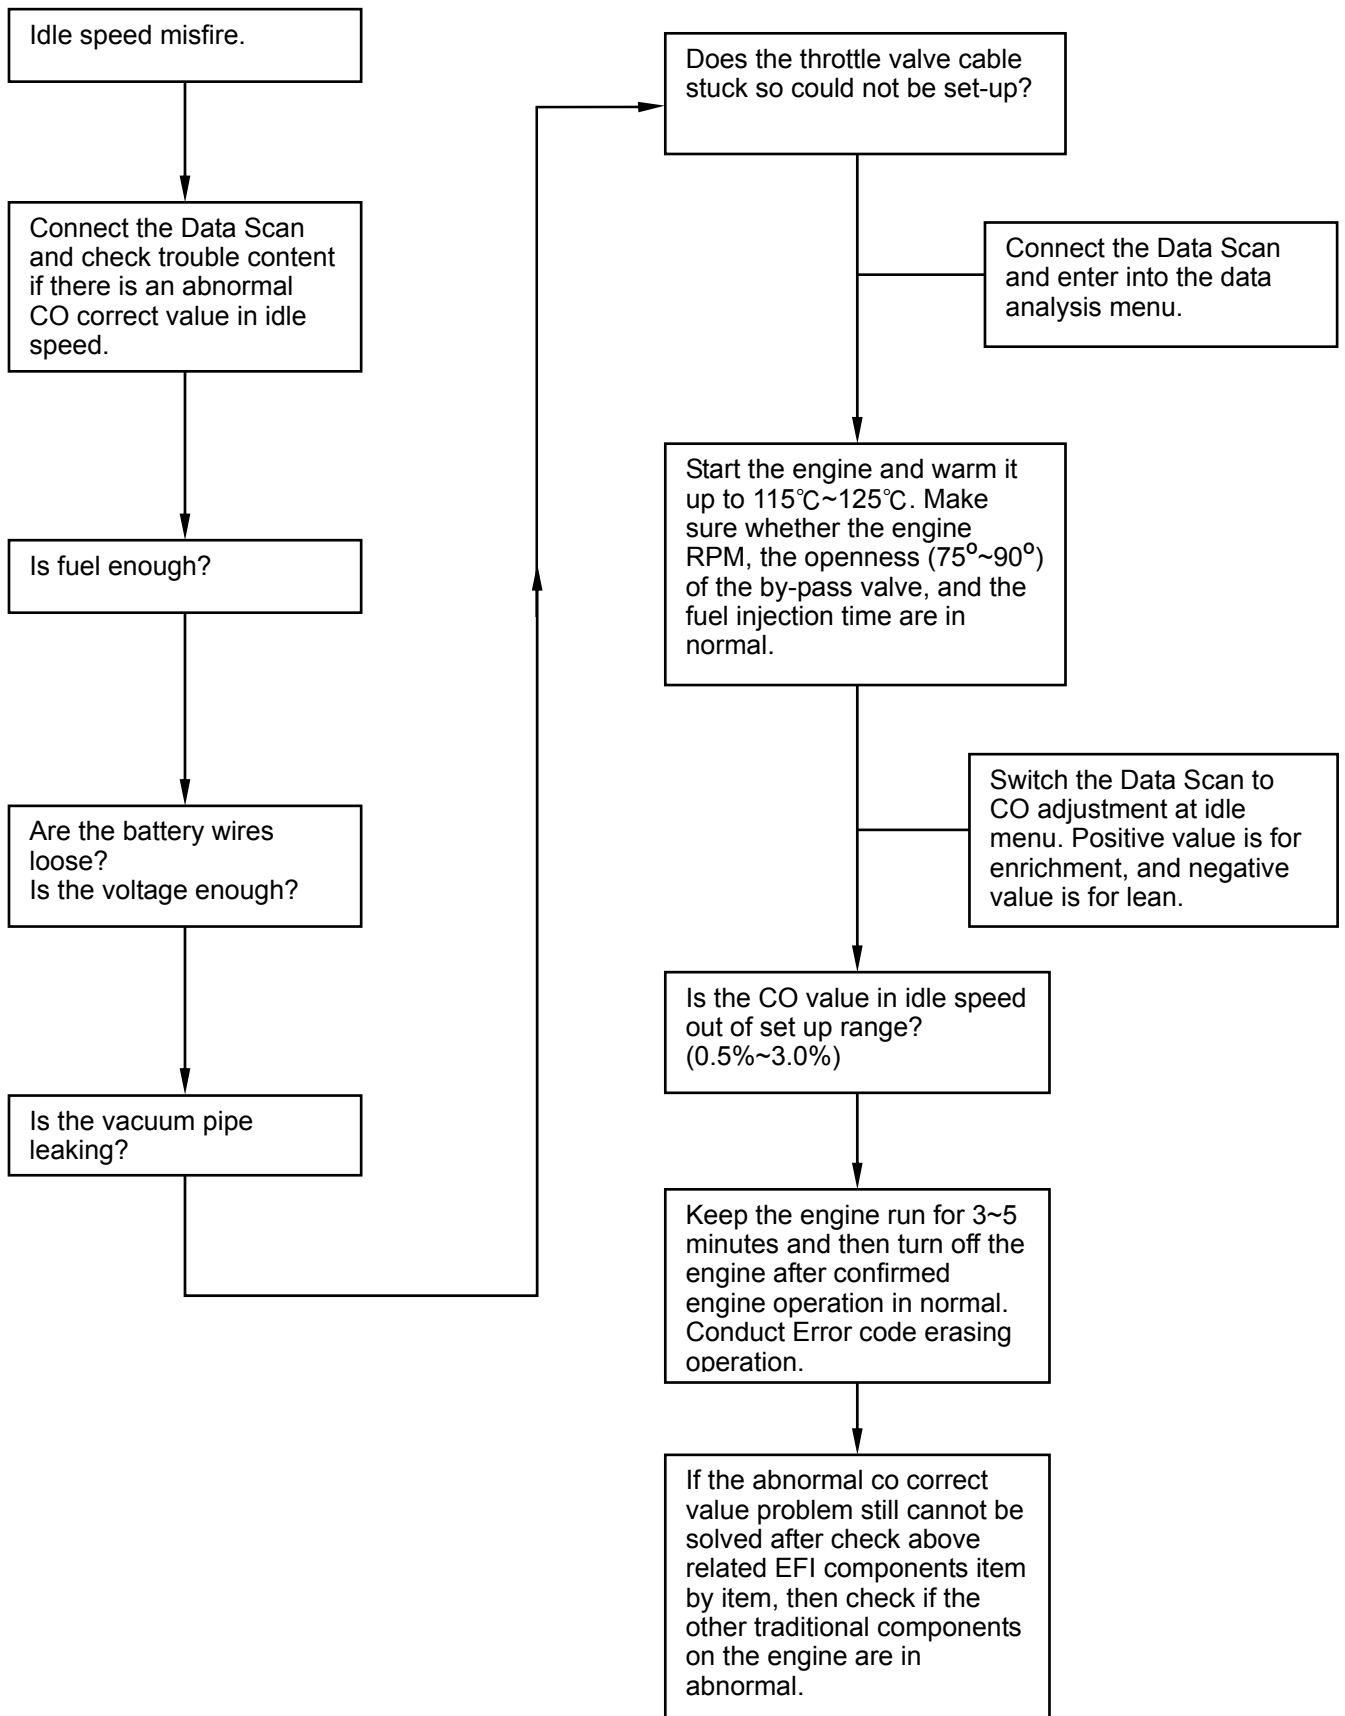 Idle speed misfire.
Connect the Data Scan
and check trouble content
if there is an abnormal
CO correct value in idle
speed.
Is fuel enough?
Are the battery wires
loose?
Is the voltage enough?
Is the vacuum pipe
leaking?
Does the throttle valve cable
stuck so could not be set-up?
Connect the Data Scan
and enter into the data
analysis menu.
Start the engine and warm it
up to 115℃~125℃. Make
sure whether the engine
RPM, the openness (75º~90º)
of the by-pass valve, and the
fuel injection time are in
normal.
Switch the Data Scan to
CO adjustment at idle
menu. Positive value is for
enrichment, and negative
value is for lean.
Is the CO value in idle speed
out of set up range?
(0.5%~3.0%)
Keep the engine run for 3~5
minutes and then turn off the
engine after confirmed
engine operation in normal.
Conduct Error code erasing
operation.
If the abnormal co correct
value problem still cannot be
solved after check above
related EFI components item
by item, then check if the
other traditional components
on the engine are in
abnormal.